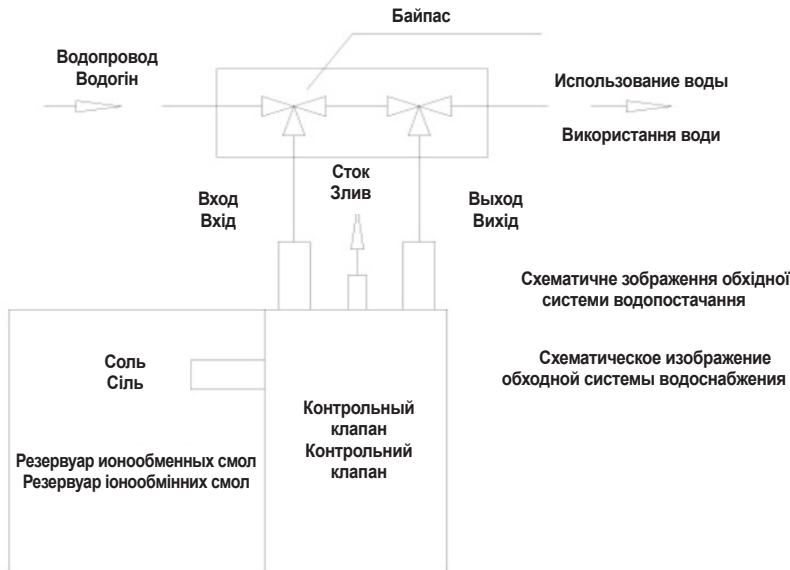 Байпас
Водопровод
Водогін
Использование воды
Використання води
Сток
Злив
Вход
Вхід
Выход
Вихід
Схематичне зображення обхідної
системи водопостачання
Соль
Сіль
Схематическое изображение
обходной системы водоснабжения
Контрольный
клапан
Контрольний
клапан
Резервуар ионообменных смол
Резервуар іонообмінних смол